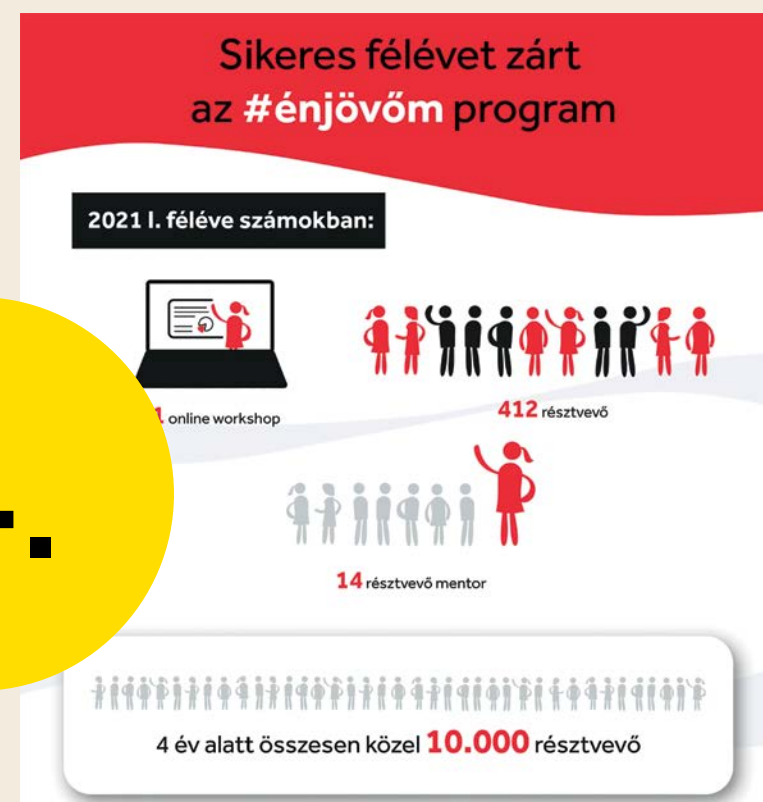 Sikeres félévet zárt
az #énjövőm program
2021 I. féléve számokban:
online workshop
412 résztvevő
14 résztvevő mentor
4 év alatt összesen közel 10.000 résztvevő